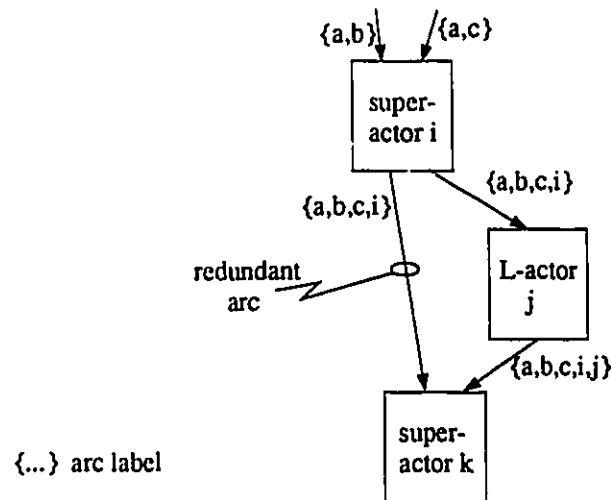 {a,b}
{a,c}
super-
actor i
{a,b,c,i}
{a,b,c,i}
redundant
arc
L-actor
j
{a,b,c,i,j}
super-
actor k
{...} arc label